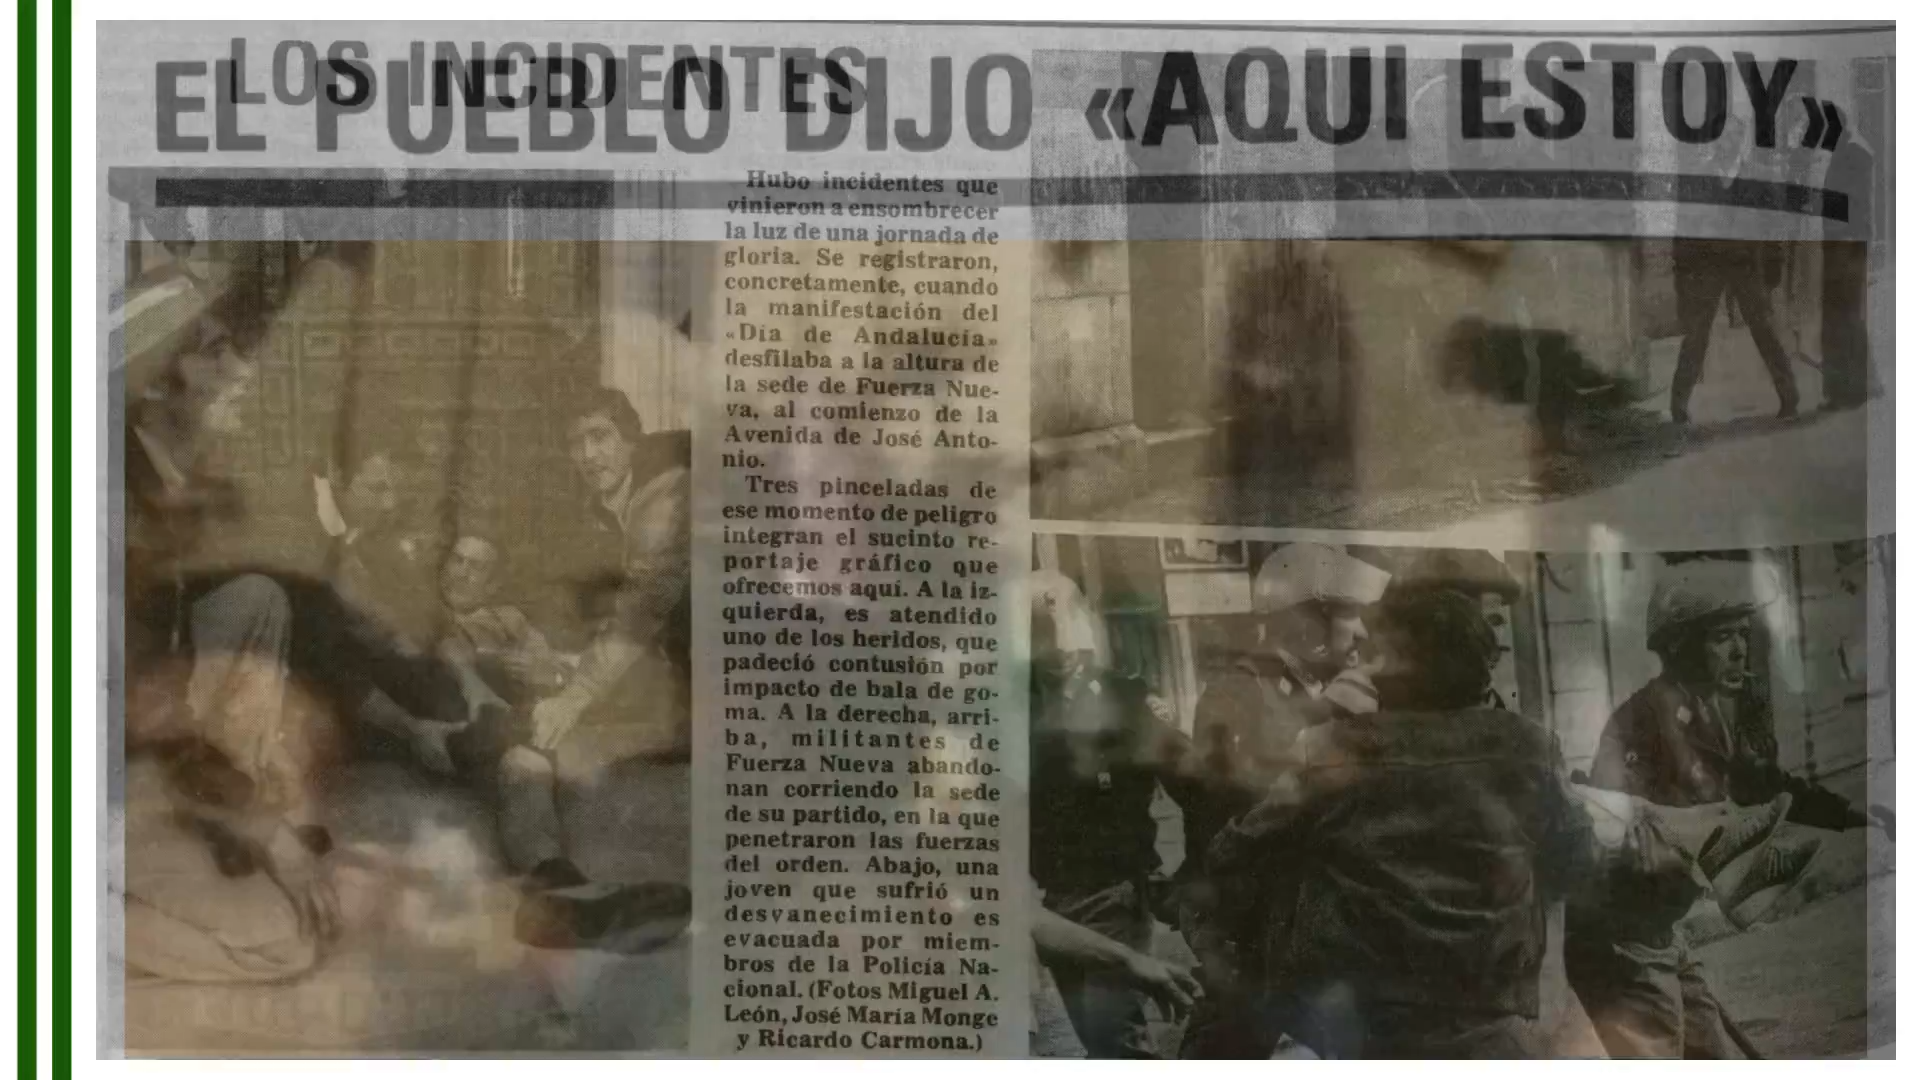 LOS INCIDENTES
EL PUEBLO DIJO «AQUI ESTOY»
Hubo incidentes que
vinieron a ensombrecer
la luz de una jornada de
gloria. Se registraron,
concretamente, cuando
la manifestación del
«Día de Andalucía»
desfilaba a la altura de
la sede de Fuerza Nue-
va, al comienzo de la
Avenida de José Anto-
nio.
Tres pinceladas de
ese momento de peligro
integran el sucinto re-
portaje gráfico que
ofrecemos aquí. A la iz-
quierda, es atendido
uno de los heridos, que
padeció contusión por
impacto de bala de go-
ma. A la derecha, arri-
ba, militantes de
Fuerza Nueva abando-
nan corriendo la sede
de su partido, en la que
penetraron las fuerzas
del orden. Abajo, una
joven que sufrió un
desvanecimiento es
evacuada por miem-
bros de la Policía Na-
cional. (Fotos Miguel A.
León, José María Monge
y Ricardo Carmona.)